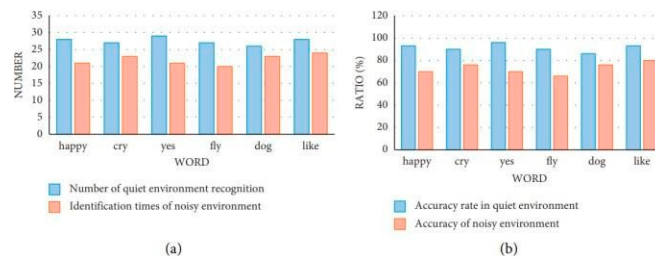 NUMBER
35
30
25
20
15
10
5
0
happy cry yes fly dog like
WORD
Number of quiet environment recognition
Identification times of noisy environment
(a)
RATIO (%)
120
100
80
60
40
20
0
happy cry yes fly dog like
WORD
Accuracy rate in quiet environment
Accuracy of noisy environment
(b)